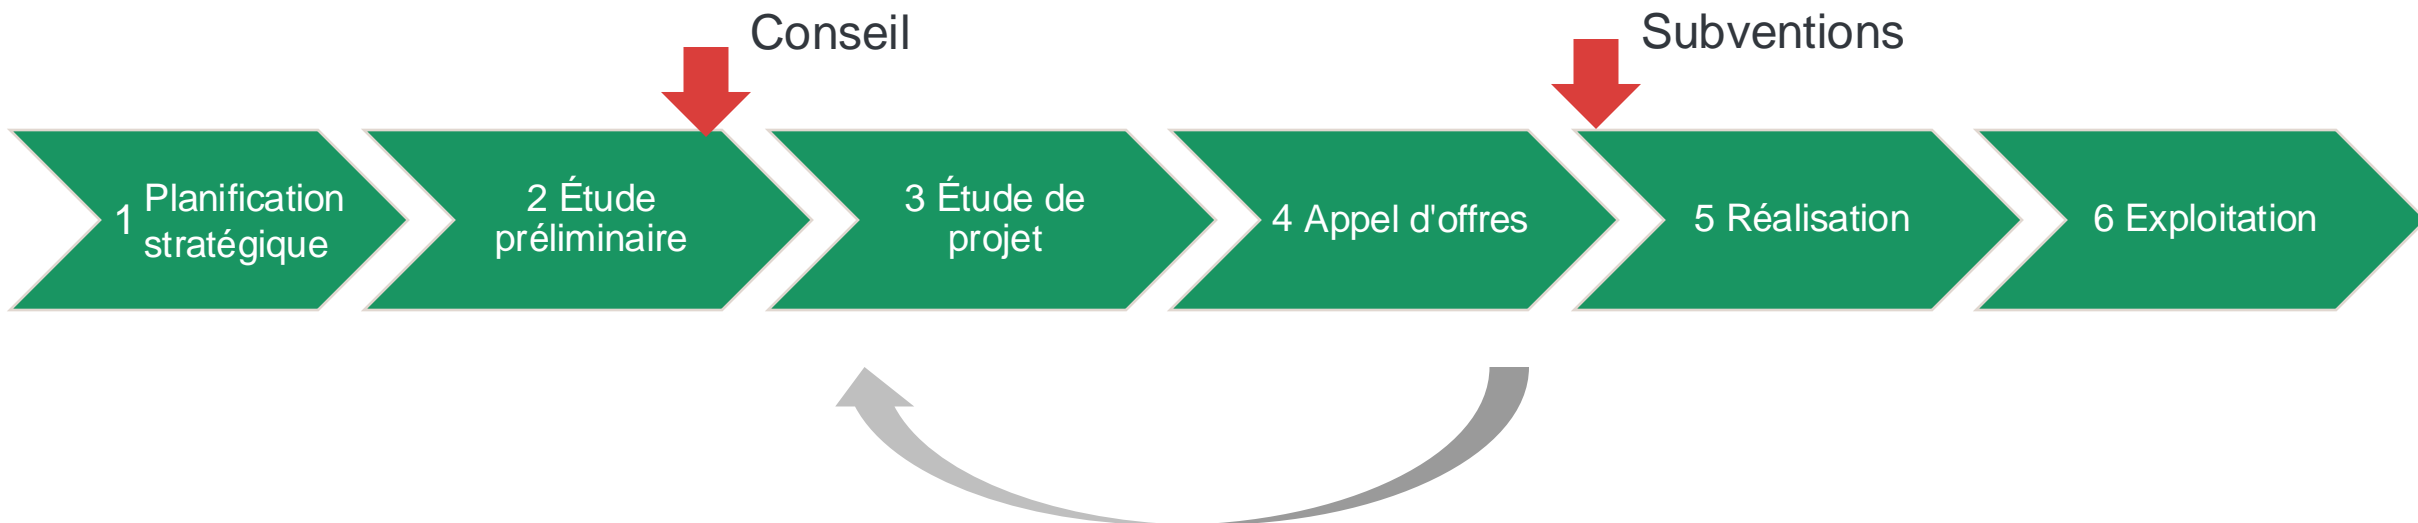 Conseil
Subventions
1 Planification
stratégique
2 Étude
préliminaire
3 Étude de
projet
4 Appel d'offres
5 Réalisation
6 Exploitation